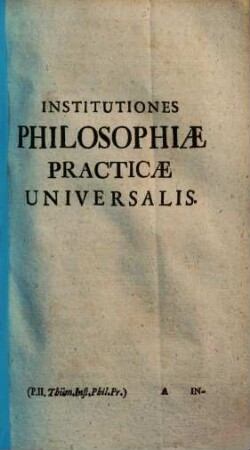 INSTITUTIONES
PHILOSOPHIÆ
PRACTICÆ
UNIVERSALIS.
(P.II. Thüm. Inst. Phil. Pr.) A IN-